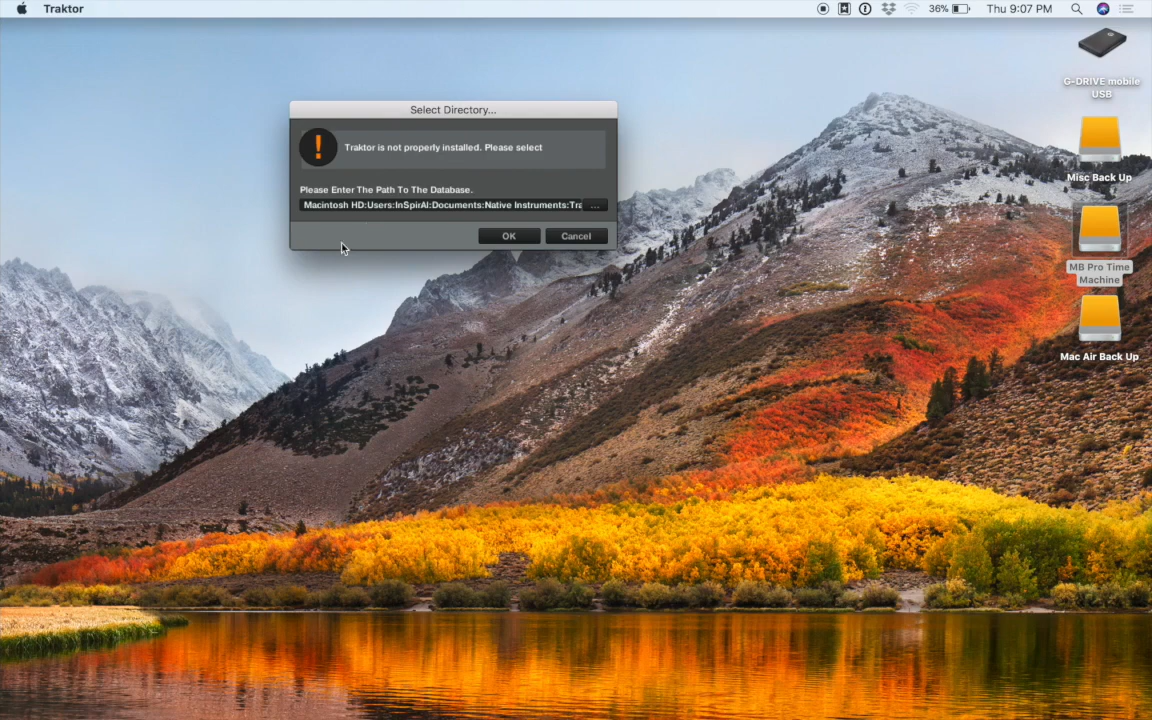 Traktor
36%
Thu 9:07 PM
Select Directory...
Traktor is not properly installed. Please select
Please Enter The Path To The Database.
Macintosh HD:Users:InSpirAl:Documents:Native Instruments:Tra
...
OK
Cancel
G-DRIVE mobile
USB
Misc Back Up
MB Pro Time
Machine
Mac Air Back Up